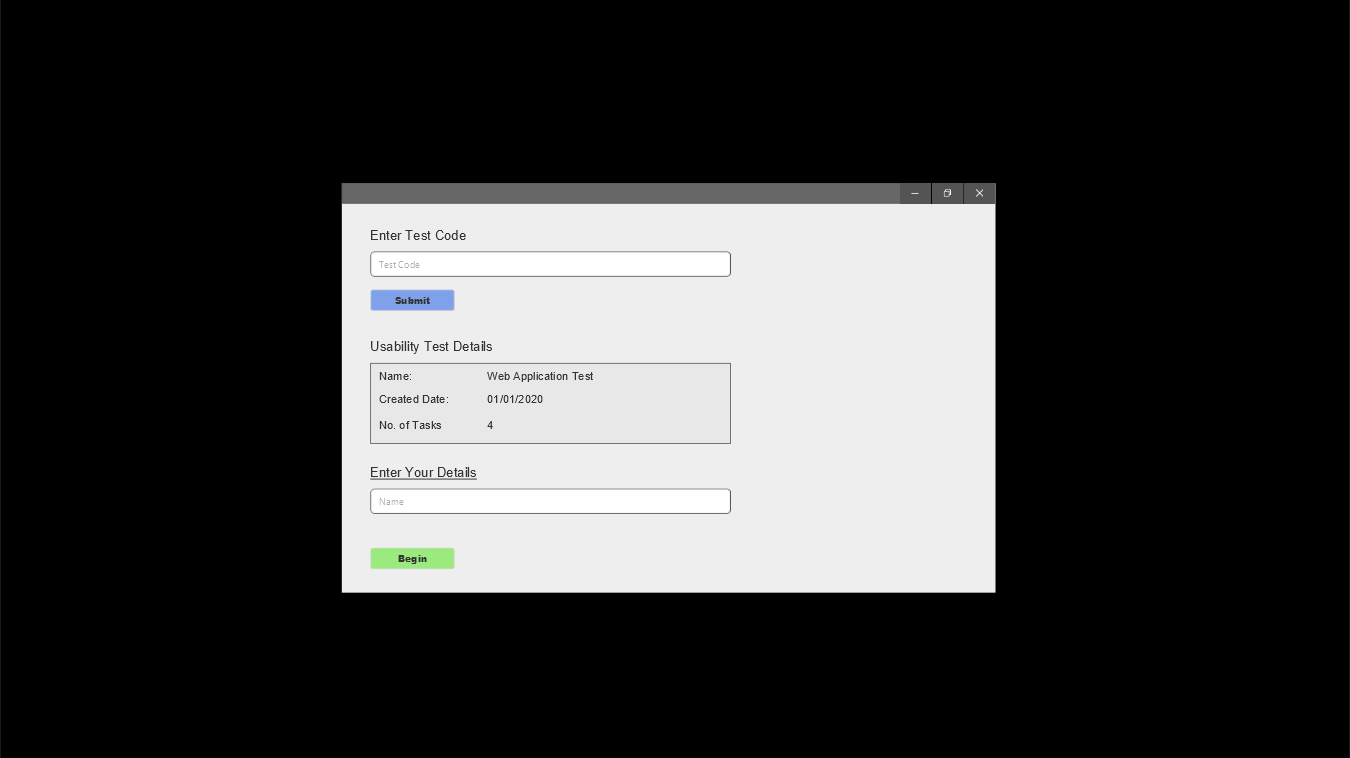 Enter Test Code
Test Code
Submit
Usability Test Details
Name: Web Application Test
Created Date: 01/01/2020
No. of Tasks 4
Enter Your Details
Name
Begin